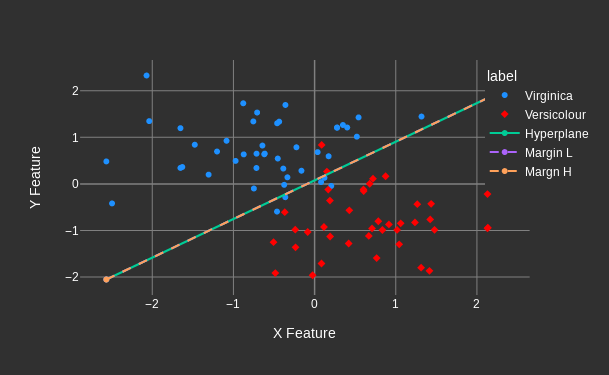 label
Virginica
Versicolour
Hyperplane
Margin L
Margn H
Y Feature
2
1
0
−1
−2
−2
−1
0
1
2
X Feature